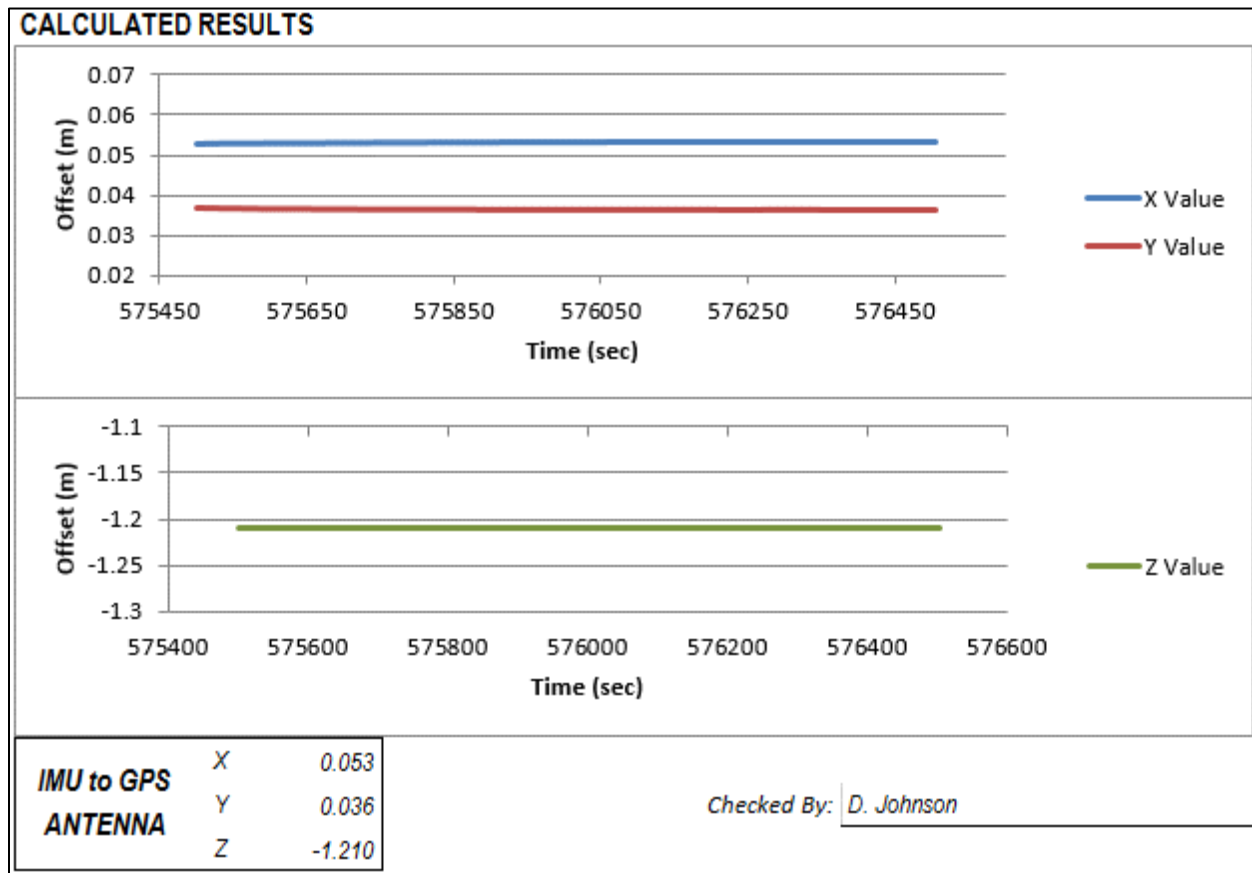 CALCULATED RESULTS
0.07
0.06
0.05
0.04
0.03
0.02
Offset (m)
575450 575650 575850 576050 576250 576450
Time (sec)
X Value
Y Value
-1.1
-1.15
-1.2
-1.25
-1.3
Offset (m)
575400 575600 575800 576000 576200 576400 576600
Time (sec)
Z Value
IMU to GPS
ANTENNA
X 0.053
Y 0.036
Z -1.210
Checked By: D. Johnson